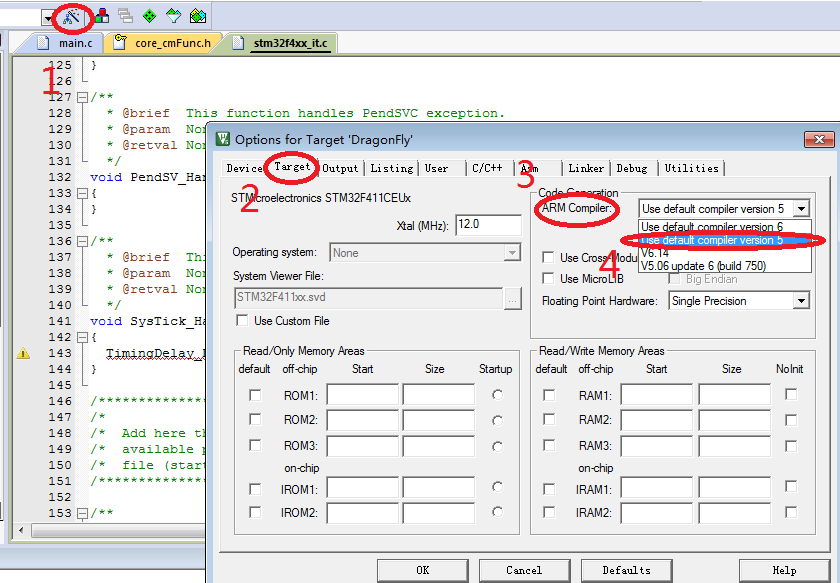 main.c core_cmFunc.h stm32f4xx_it.c
1
125 }
126
127 /**
128 * @brief This function handles PendSVC exception.
129 * @param Non
130 * @retval Non
131 */
132 void PendSV_Ha
133 {
134 }
135
136 /**
137 * @brief This
138 * @param Non
139 * @retval Non
140 */
141 void SysTick_Ha
142 {
143 TimingDelay_
144 }
145
146 /***************
147 /*
148 /* Add here th
149 /* available p
150 /* file (start
151 /***************
152
153 /**
Options for Target 'DragonFly'
Device Target Output Listing User C/C++ Asm Linker Debug Utilities
2
3
STMicroelectronics STM32F411CEUx
Xtal (MHz): 12.0
Operating system: None
System Viewer File:
STM32F411xx.svd ...
Use Custom File
Code Generation
ARM Compiler: Use default compiler version 5
Use default compiler version 6
Use default compiler version 5
V6.14
V5.06 update 6 (build 750)
4
Use Cross-Modu
Use MicroLIB Big Endian
Floating Point Hardware: Single Precision
Read/Only Memory Areas
default off-chip Start Size Startup
ROM1:
ROM2:
ROM3:
on-chip
IROM1:
IROM2:
Read/Write Memory Areas
default off-chip Start Size NoInit
RAM1:
RAM2:
RAM3:
on-chip
IRAM1:
IRAM2:
OK Cancel Defaults Help